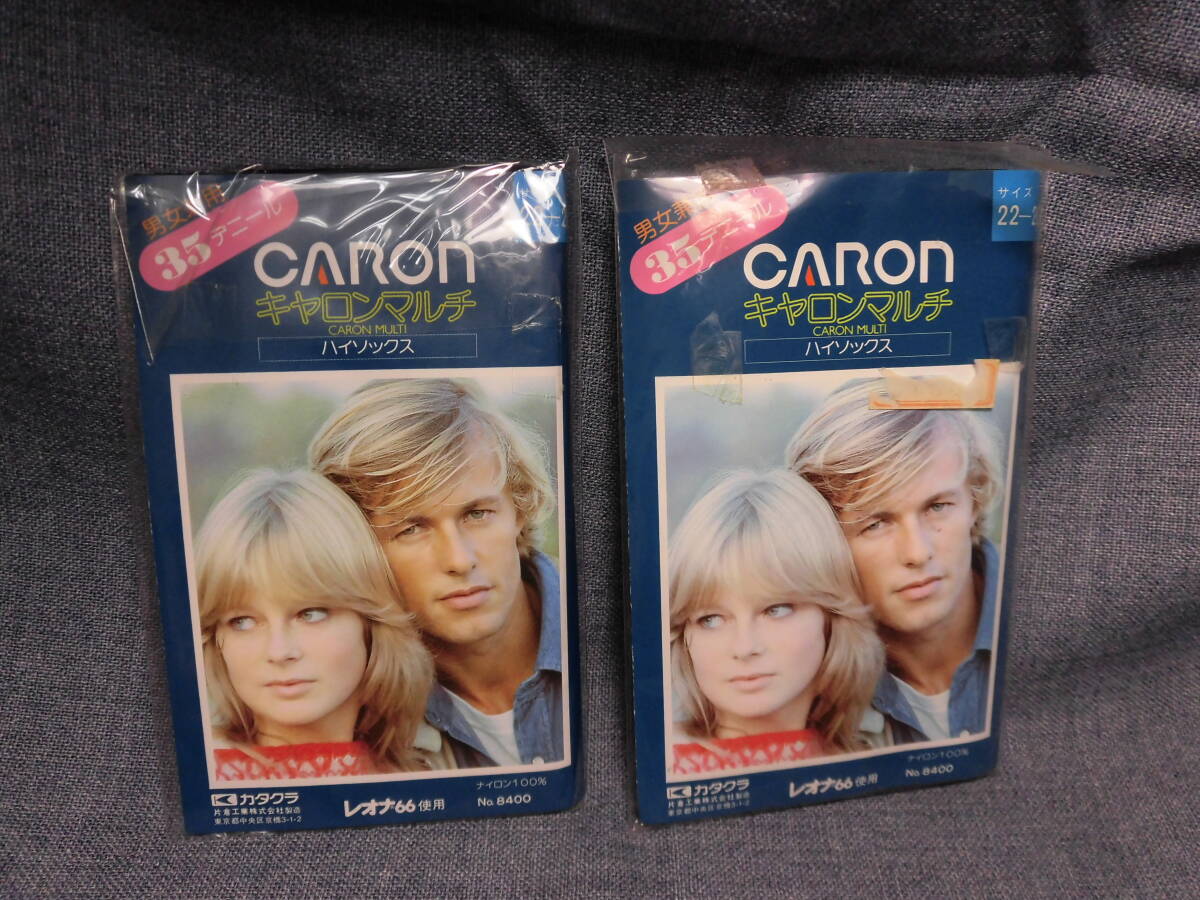 男女兼用
35デニール
CARON
キャロンマルチ
CARON MULTI
ハイソックス
ナイロン100%
カタクラ
片倉工業株式会社製造
東京都中央区京橋3-1-2
レオナ66使用
No.8400
男女兼
35デニール
サイズ
22-2
CARON
キャロンマルチ
CARON MULTI
ハイソックス
ナイロン100%
カタクラ
片倉工業株式会社製造
東京都中央区京橋3-1-2
レオナ66使用
No.8400